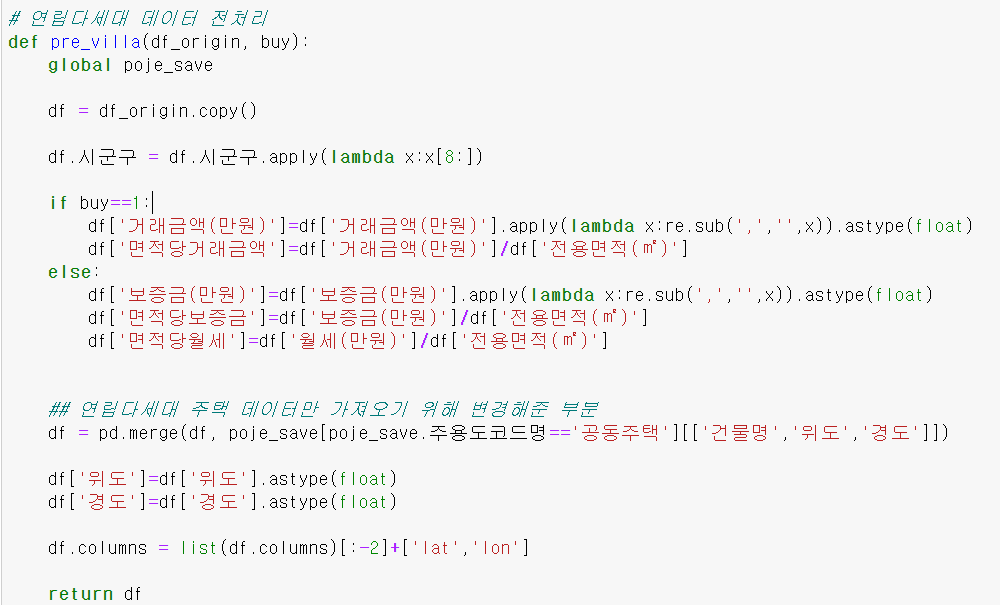 # 연립다세대 데이터 전처리
def pre_villa(df_origin, buy):
    global poje_save
    df = df_origin.copy()
    df.시군구 = df.시군구.apply(lambda x:x[8:])
    if buy==1:
        df['거래금액(만원)']=df['거래금액(만원)'].apply(lambda x:re.sub(',','',x)).astype(float)
        df['면적당거래금액']=df['거래금액(만원)']/df['전용면적(㎡)']
    else:
        df['보증금(만원)']=df['보증금(만원)'].apply(lambda x:re.sub(',','',x)).astype(float)
        df['면적당보증금']=df['보증금(만원)']/df['전용면적(㎡)']
        df['면적당월세']=df['월세(만원)']/df['전용면적(㎡)']
    ## 연립다세대 주택 데이터만 가져오기 위해 변경해준 부분
    df = pd.merge(df, poje_save[poje_save.주용도코드명=='공동주택'][['건물명','위도','경도']])
    df['위도']=df['위도'].astype(float)
    df['경도']=df['경도'].astype(float)
    df.columns = list(df.columns)[:-2]+['lat','lon']
    return df